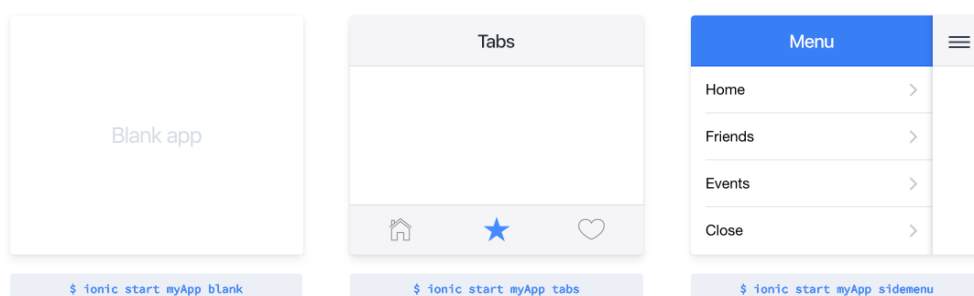 Blank app
$ ionic start myApp blank
Tabs
$ ionic start myApp tabs
Menu
Home
Friends
Events
Close
$ ionic start myApp sidemenu